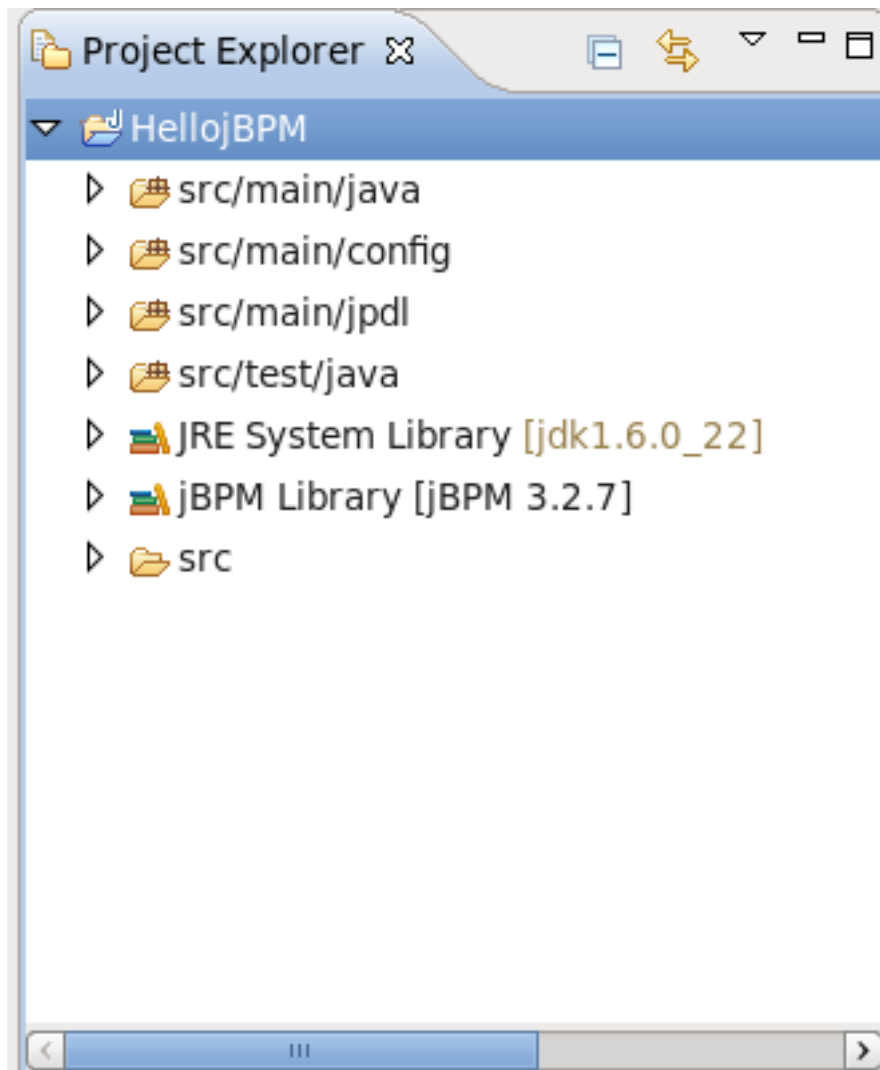 Project Explorer
HellojBPM
src/main/java
src/main/config
src/main/jpdl
src/test/java
JRE System Library [jdk1.6.0_22]
jBPM Library [jBPM 3.2.7]
src